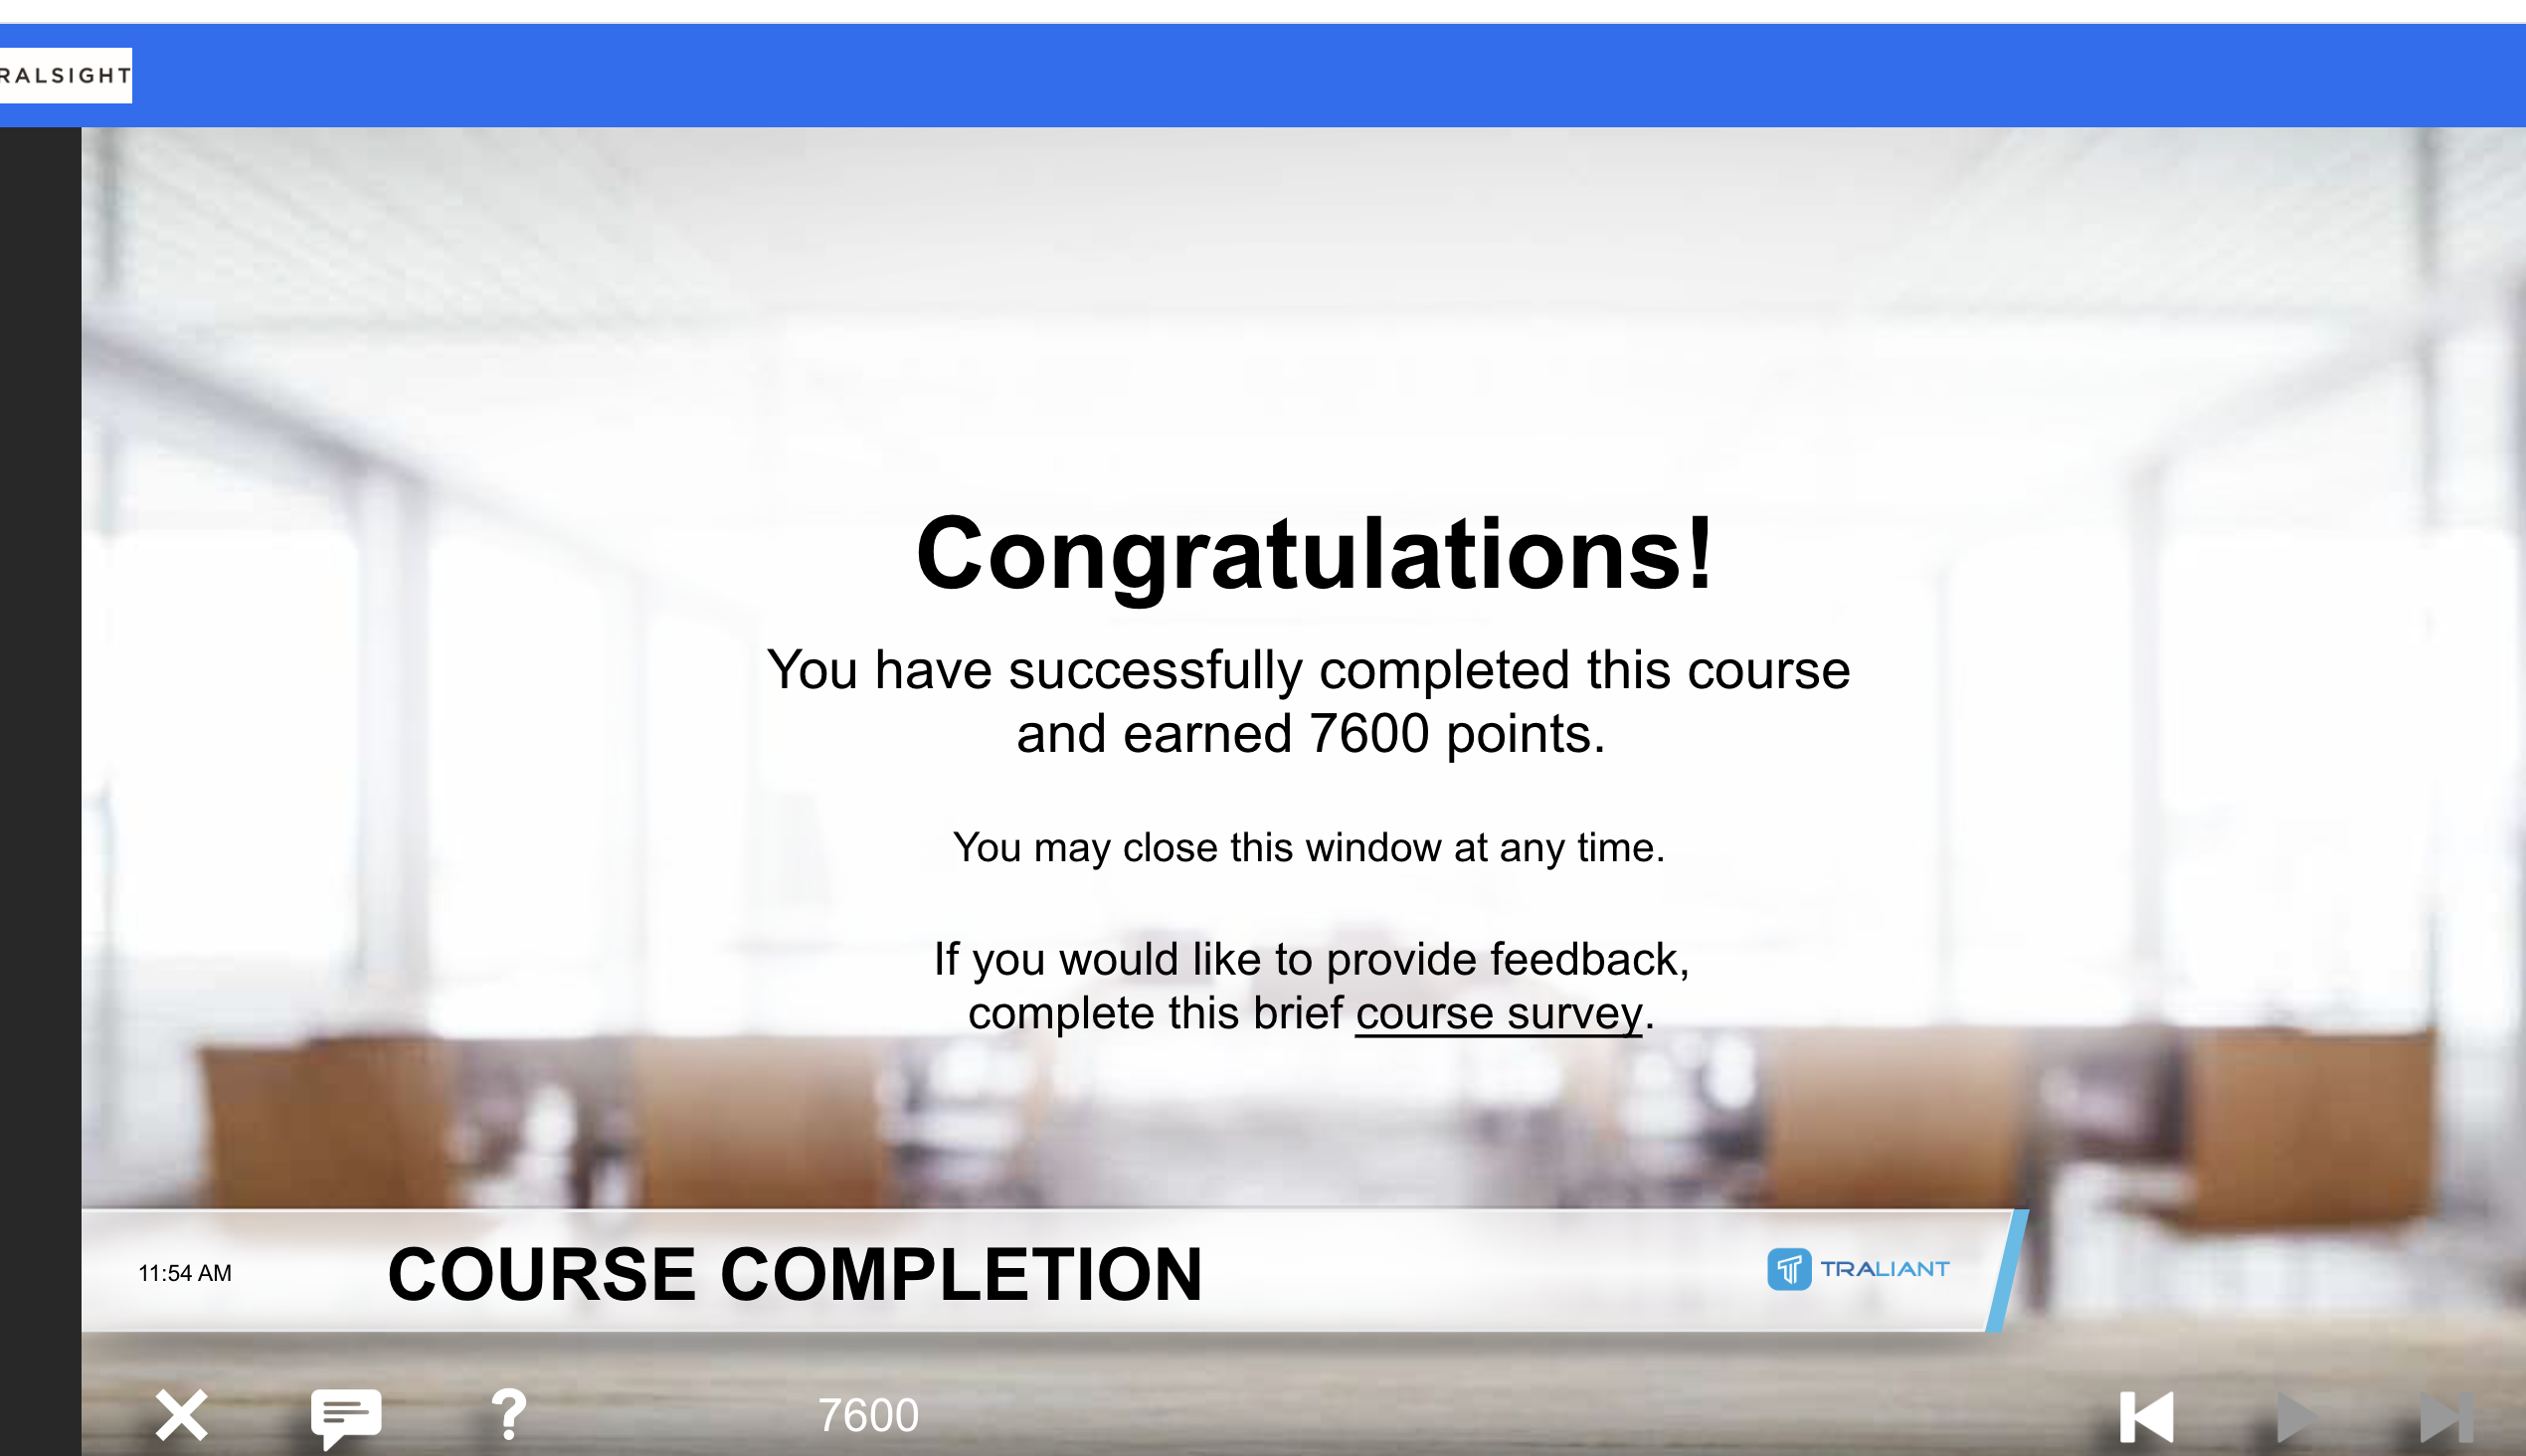 RALSIGHT
Congratulations!
You have successfully completed this course
and earned 7600 points.
You may close this window at any time.
If you would like to provide feedback,
complete this brief course survey.
11:54 AM
COURSE COMPLETION
TRALIANT
?
7600